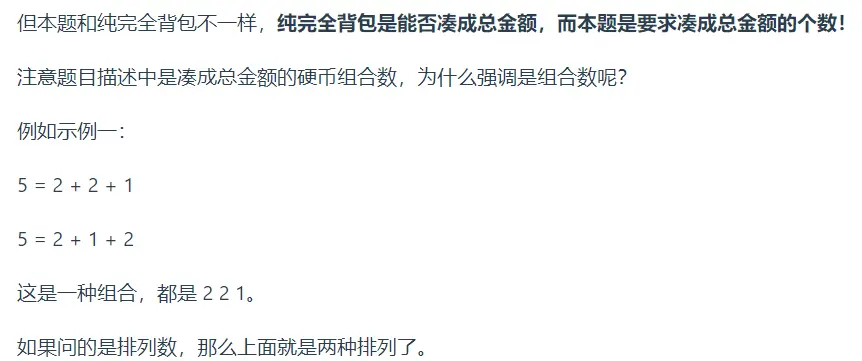 但本题和纯完全背包不一样，纯完全背包是能否凑成总金额，而本题是要求凑成总金额的个数！
注意题目描述中是凑成总金额的硬币组合数，为什么强调是组合数呢？
例如示例一：
5 = 2 + 2 + 1
5 = 2 + 1 + 2
这是一种组合，都是 2 2 1。
如果问的是排列数，那么上面就是两种排列了。